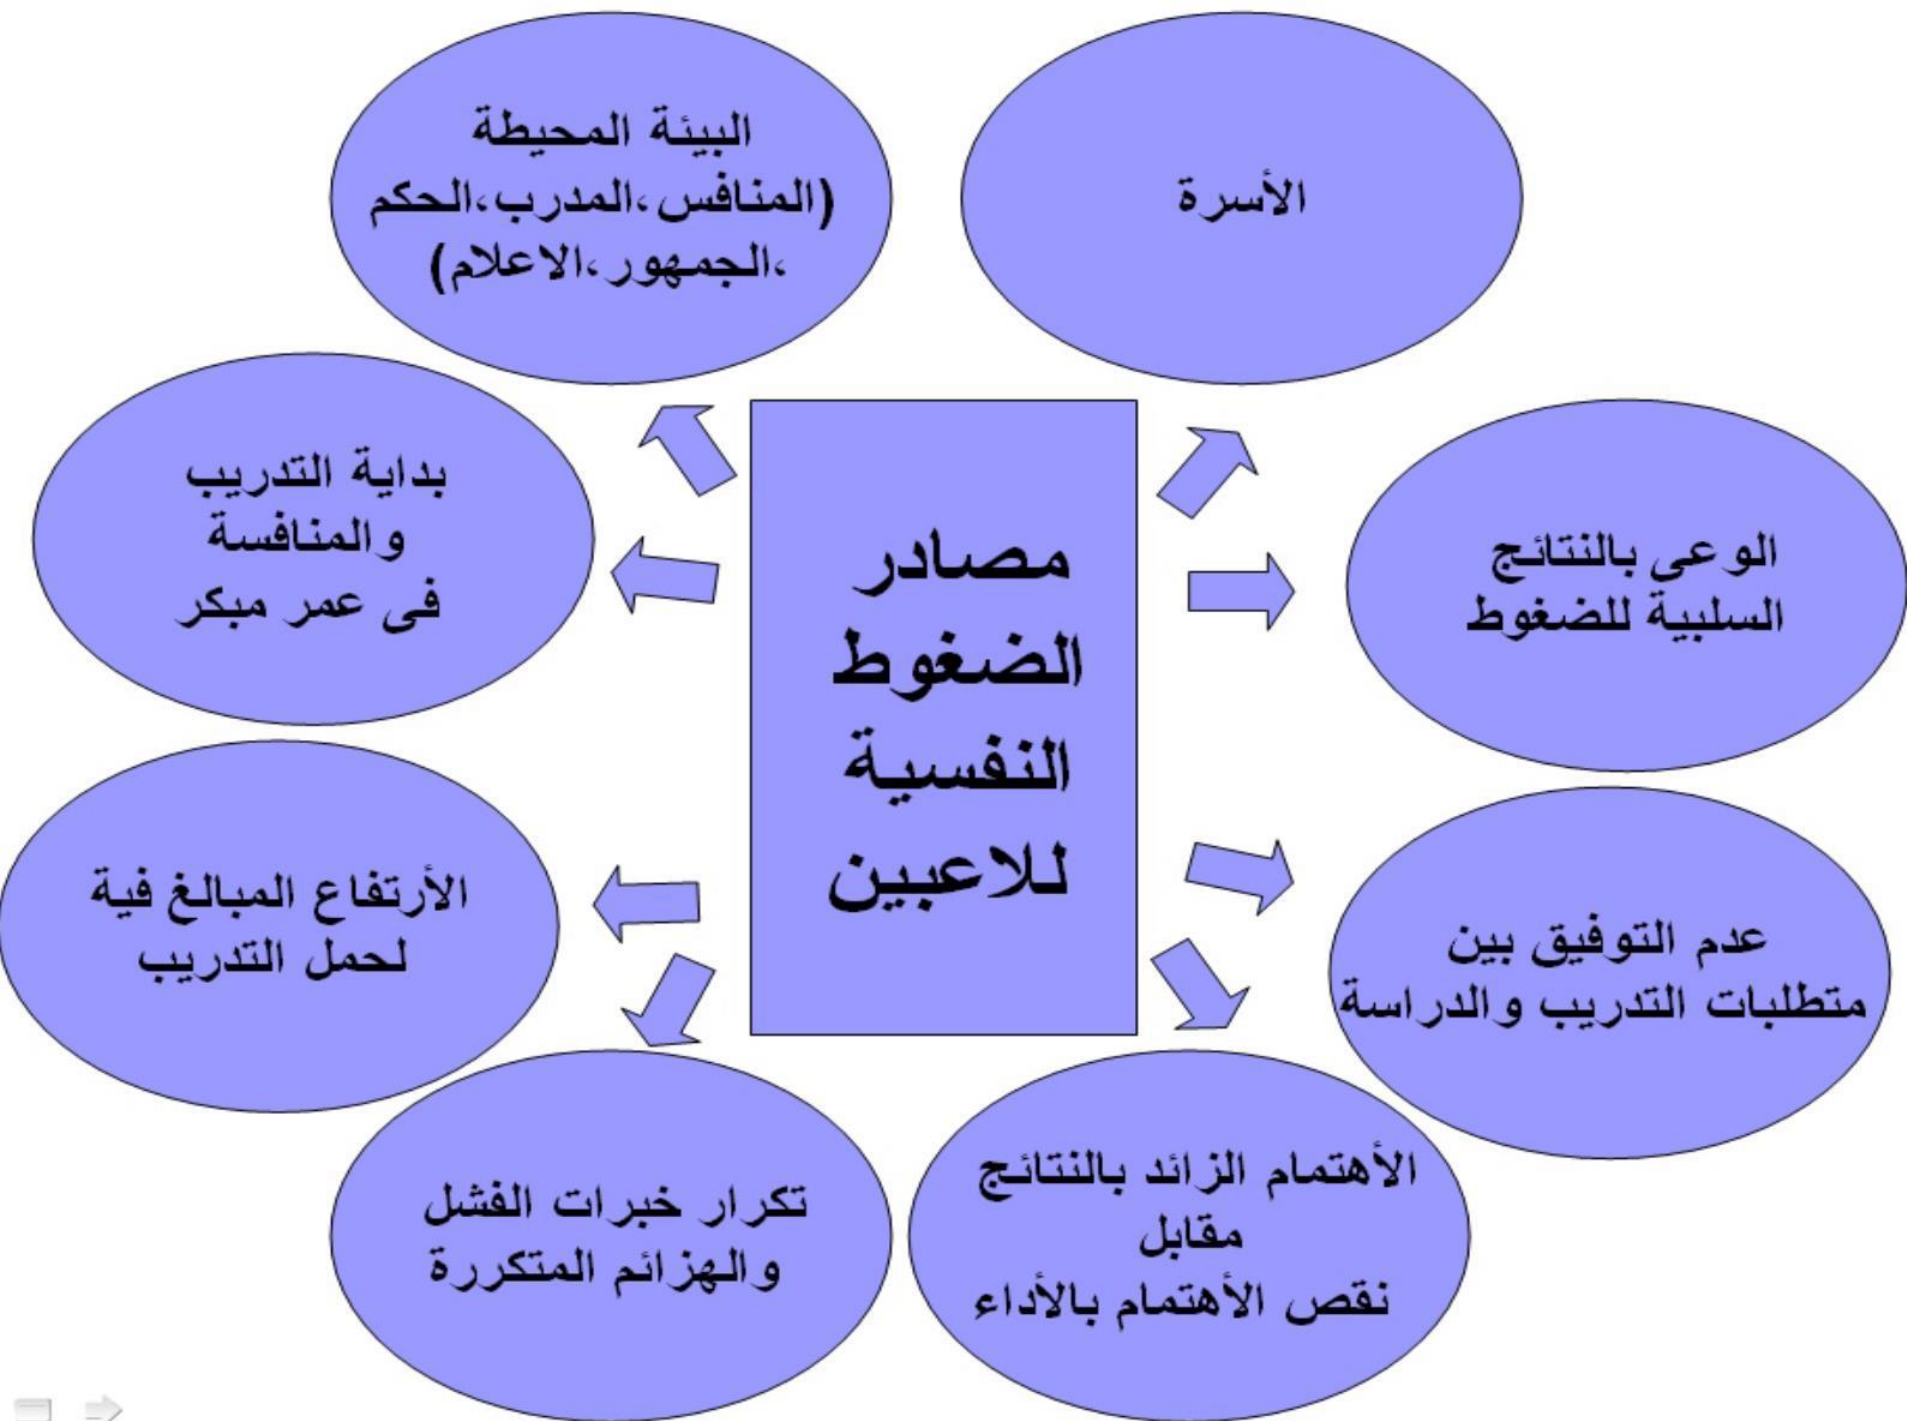 مصادر
الضغوط
النفسية
للاعبين
الأسرة
الوعى بالنتائج
السلبية للضغوط
عدم التوفيق بين
متطلبات التدريب والدراسة
الأهتمام الزائد بالنتائج
مقابل
نقص الأهتمام بالأداء
تكرار خبرات الفشل
والهزائم المتكررة
الأرتفاع المبالغ فية
لحمل التدريب
بداية التدريب
والمنافسة
فى عمر مبكر
البيئة المحيطة
(المنافس،المدرب،الحكم
،الجمهور،الاعلام)